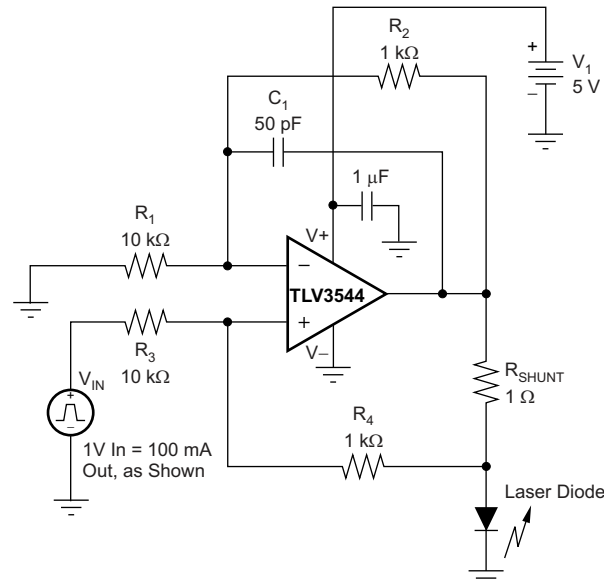 R2
1 kΩ
+
V1
–
5 V
C1
50 pF
1 µF
R1
10 kΩ
V+
–
TLV3544
+
V–
R3
10 kΩ
VIN
+
–
1V In = 100 mA
Out, as Shown
RSHUNT
1 Ω
R4
1 kΩ
Laser Diode